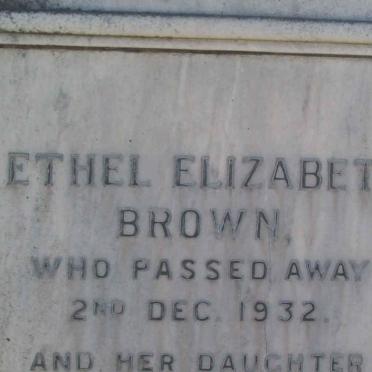 ETHEL ELIZABET
BROWN,
WHO PASSED AWAY
2ND DEC. 1932.
AND HER DAUGHTER